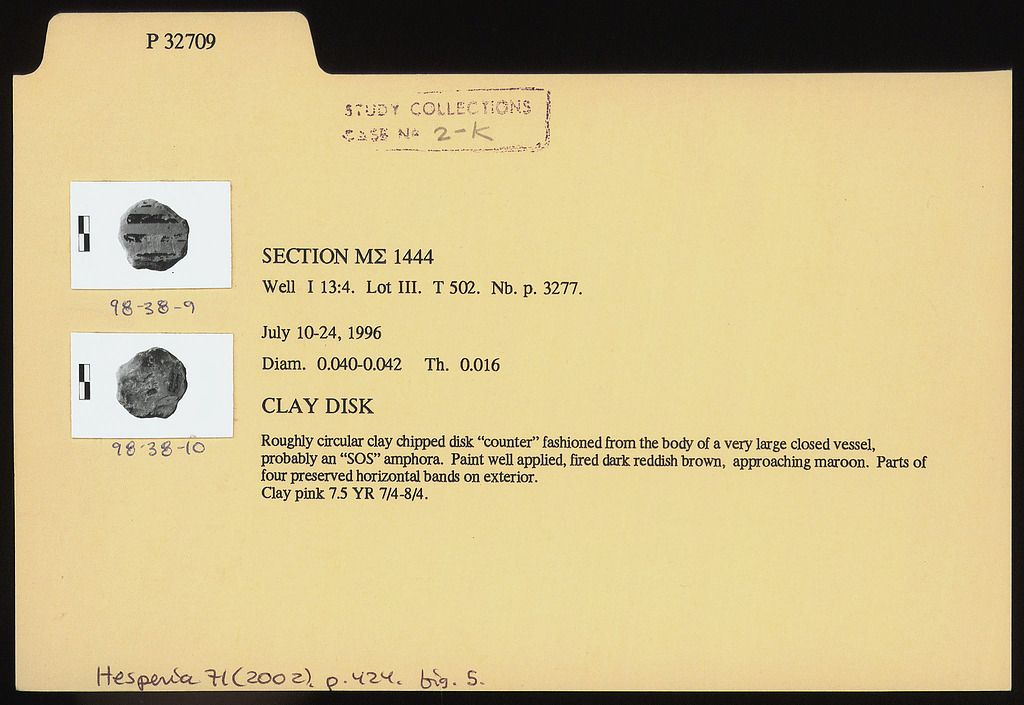 P 32709
STUDY COLLECTIONS
CASE No 2-K
SECTION ΜΣ 1444
Well I 13:4. Lot III. T 502. Nb. p. 3277.
98-38-9
July 10-24, 1996
Diam. 0.040-0.042 Th. 0.016
CLAY DISK
98-38-10
Roughly circular clay chipped disk “counter” fashioned from the body of a very large closed vessel,
probably an “SOS” amphora. Paint well applied, fired dark reddish brown, approaching maroon. Parts of
four preserved horizontal bands on exterior.
Clay pink 7.5 YR 7/4-8/4.
Hesperia 71 (2002), p. 424. fig. 5.